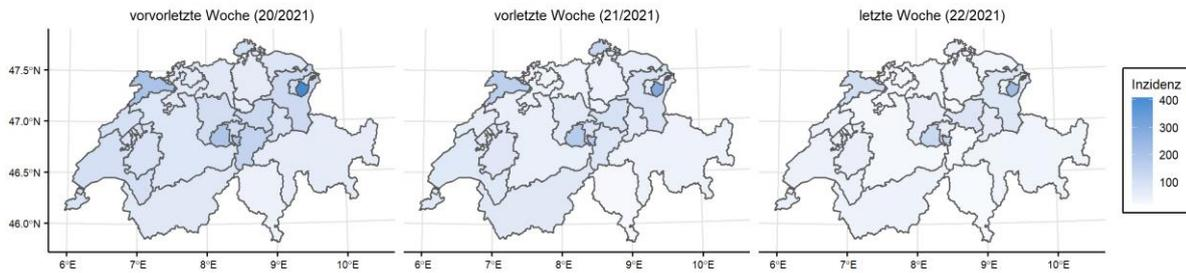 vorvorletzte Woche (20/2021)
vorletzte Woche (21/2021)
letzte Woche (22/2021)
47.5°N
47.0°N
46.5°N
46.0°N
6°E 7°E 8°E 9°E 10°E
6°E 7°E 8°E 9°E 10°E
6°E 7°E 8°E 9°E 10°E
Inzidenz
400
300
200
100